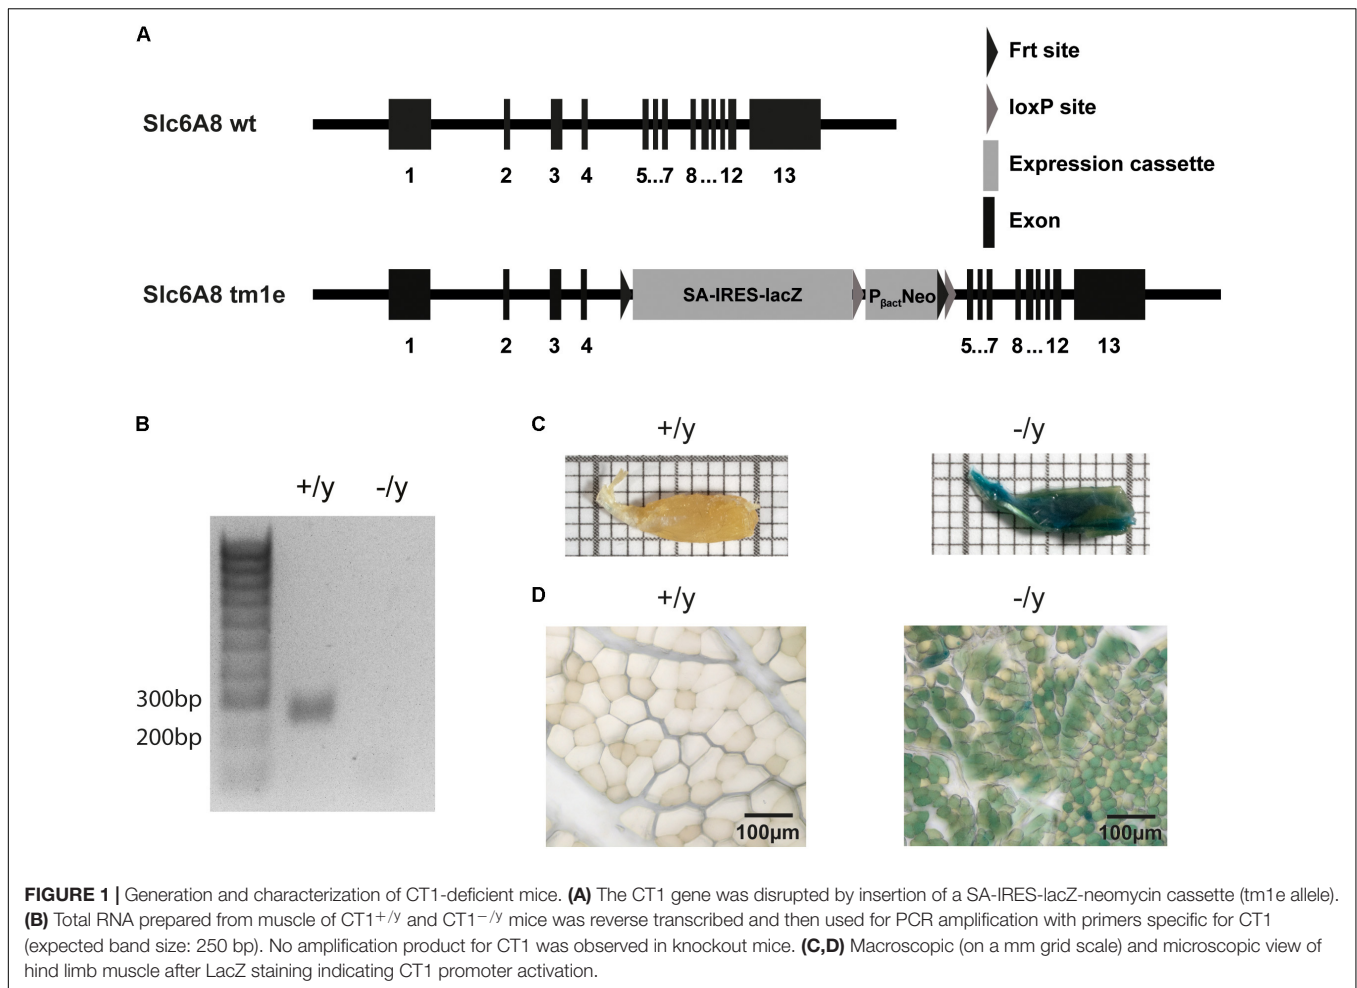 A
Frt site
loxP site
Expression cassette
Exon
Slc6A8 wt
1 2 3 4 5...7 8...12 13
Slc6A8 tm1e
SA-IRES-lacZ
PβactNeo
1 2 3 4 5...7 8...12 13
B
+/y -/y
300bp
200bp
C
+/y -/y
D
+/y -/y
100µm
100µm
FIGURE 1 | Generation and characterization of CT1-deficient mice. (A) The CT1 gene was disrupted by insertion of a SA-IRES-lacZ-neomycin cassette (tm1e allele).
(B) Total RNA prepared from muscle of CT1+/y and CT1−/y mice was reverse transcribed and then used for PCR amplification with primers specific for CT1
(expected band size: 250 bp). No amplification product for CT1 was observed in knockout mice. (C,D) Macroscopic (on a mm grid scale) and microscopic view of
hind limb muscle after LacZ staining indicating CT1 promoter activation.